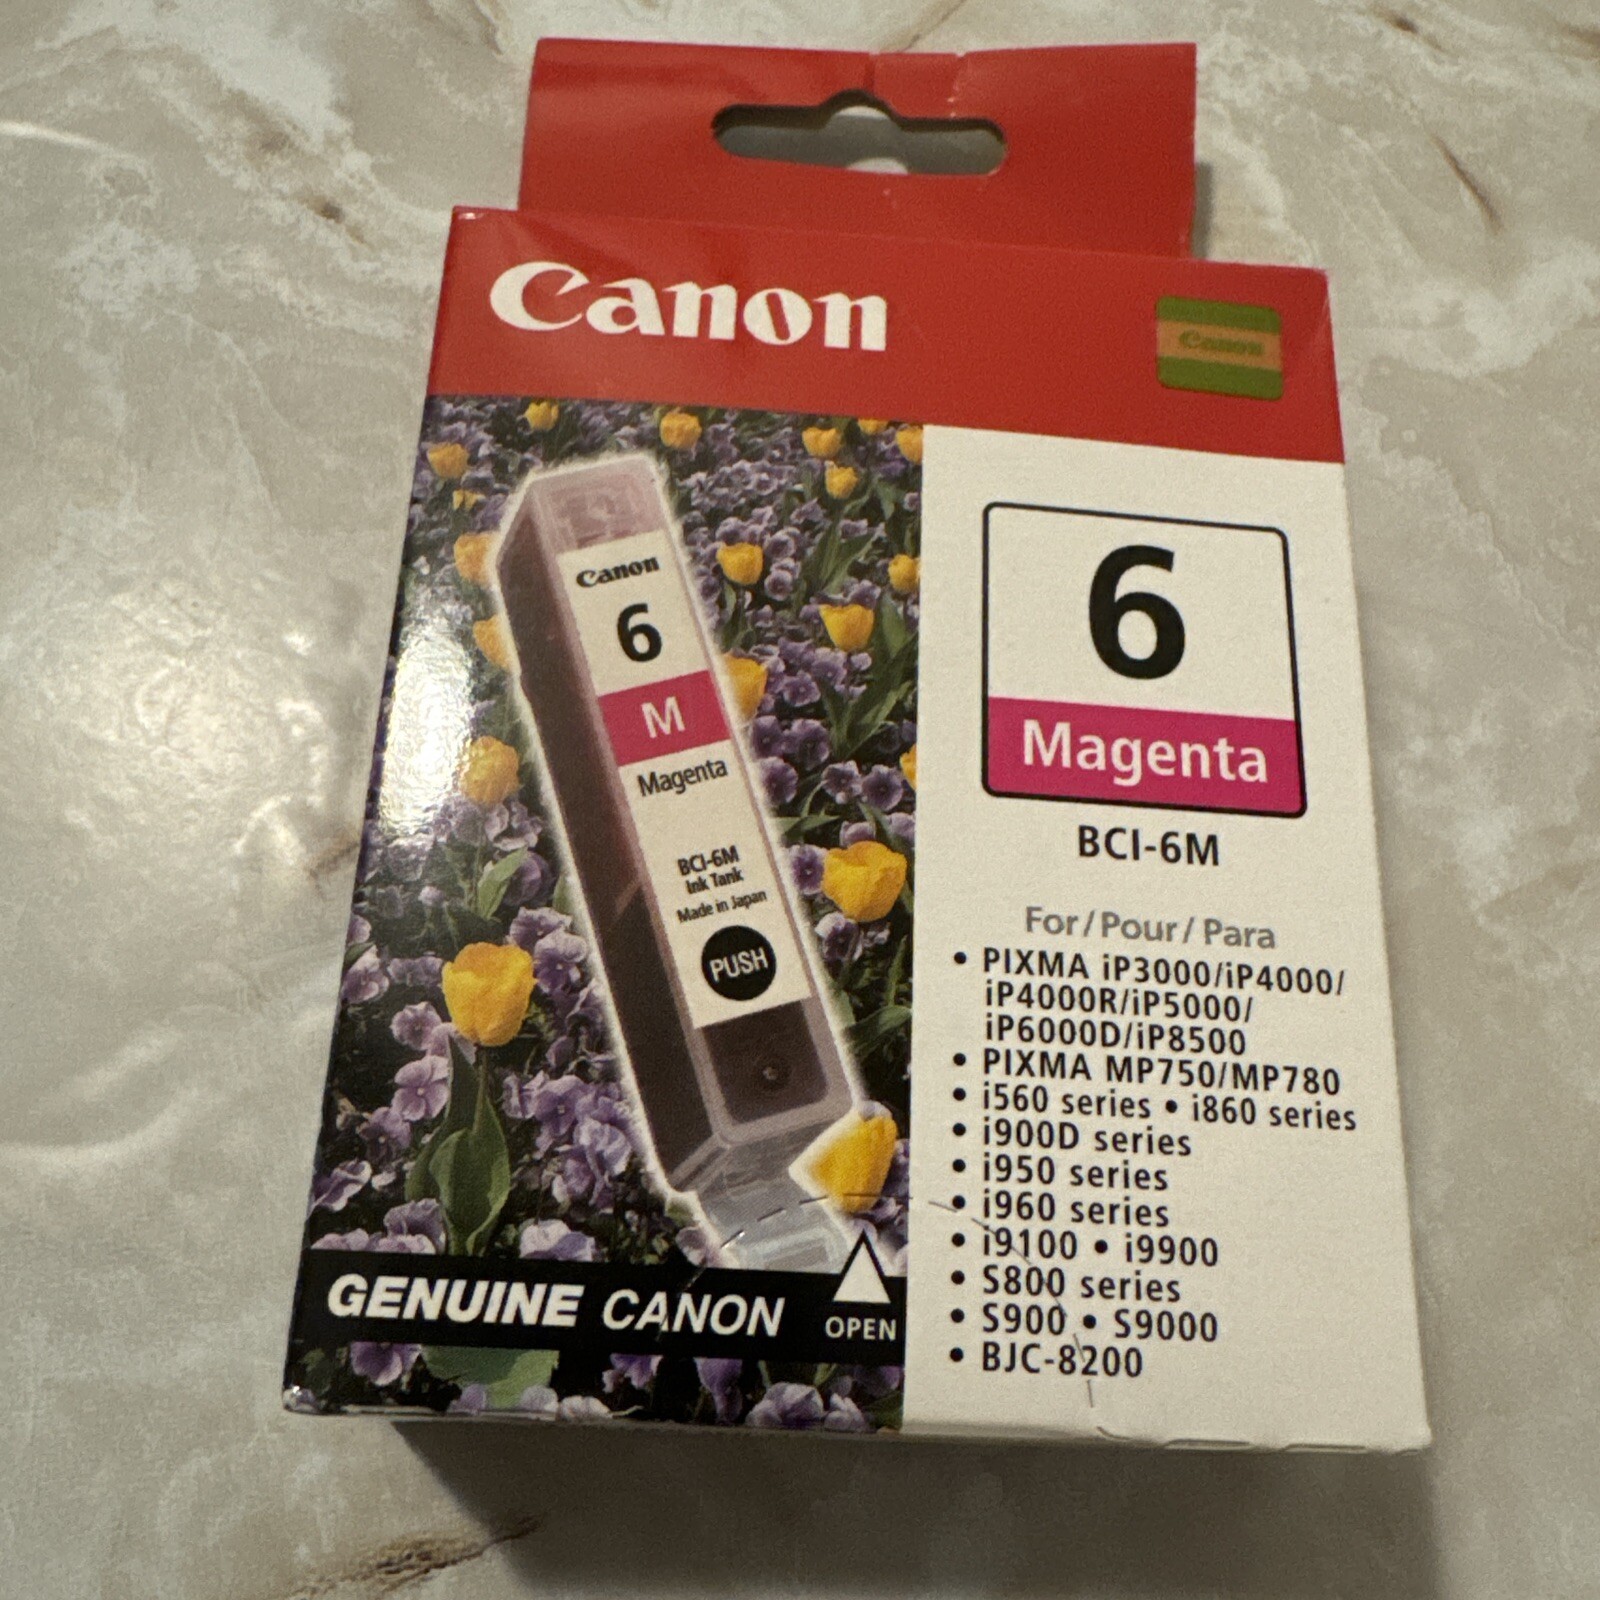 Canon
Canon
Canon
6
M
Magenta
BCI-6M
Ink Tank
Made in Japan
PUSH
GENUINE CANON
OPEN
6
Magenta
BCI-6M
For / Pour / Para
• PIXMA iP3000/iP4000/
iP4000R/iP5000/
iP6000D/iP8500
• PIXMA MP750/MP780
• i560 series • i860 series
• i900D series
• i950 series
• i960 series
• i9100 • i9900
• S800 series
• S900 • S9000
• BJC-8200